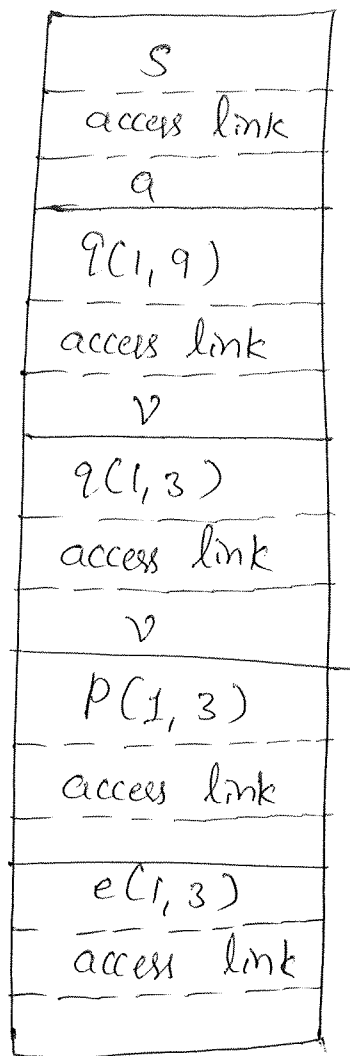 S
access link
a
q(1, 9)
access link
v
q(1, 3)
access link
v
P(1, 3)
access link
e(1, 3)
access link